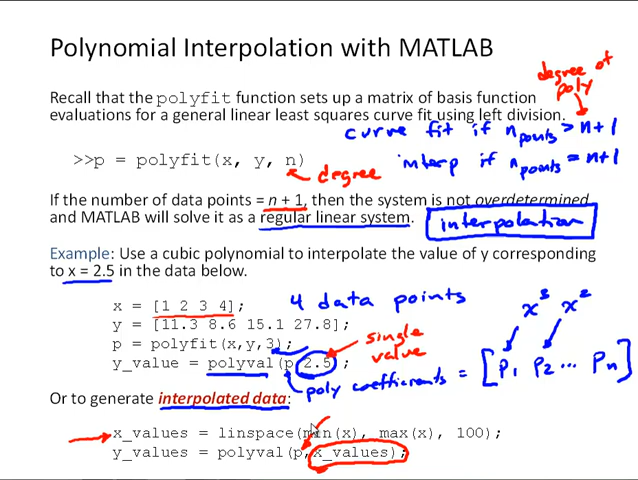 Polynomial Interpolation with MATLAB
degree of
poly
Recall that the polyfit function sets up a matrix of basis function
evaluations for a general linear least squares curve fit using left division.
curve fit if n points > n+1
>>p = polyfit(x, y, n)
degree
interp if n points = n+1
If the number of data points = n + 1, then the system is not overdetermined
and MATLAB will solve it as a regular linear system.
interpolation
Example: Use a cubic polynomial to interpolate the value of y corresponding
to x = 2.5 in the data below.
x = [1 2 3 4];
4 data points
x³ x²
y = [11.3 8.6 15.1 27.8];
p = polyfit(x,y,3);
single
value
y_value = polyval(p,2.5);
poly coefficients = [p1 p2 ... pn]
Or to generate interpolated data:
x_values = linspace(min(x), max(x), 100);
y_values = polyval(p,x_values);